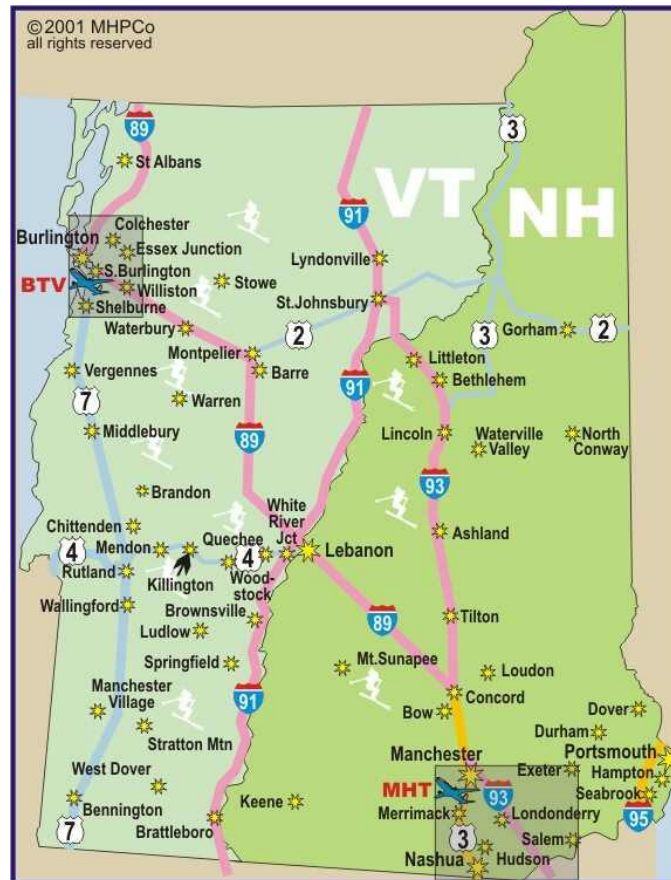 ©2001 MHPCo
all rights reserved
3
89
St Albans
91
VT
NH
Colchester
Burlington
Essex Junction
Lyndonville
S.Burlington
BTV
Williston
Stowe
St.Johnsbury
Shelburne
Waterbury
2
3
Gorham
2
Montpelier
Littleton
Vergennes
Barre
91
Bethlehem
7
Warren
Middlebury
89
Lincoln
Waterville
Valley
North
Conway
93
Brandon
White
River
Jct
Chittenden
Quechee
Ashland
4
Mendon
4
Lebanon
Rutland
Killington
Wood-
stock
Wallingford
Brownsville
89
Tilton
Ludlow
Springfield
Mt.Sunapee
Loudon
91
Manchester
Village
Concord
Bow
Dover
Stratton Mtn
Durham
Manchester
Portsmouth
West Dover
Exeter
Hampton
MHT
93
Seabrook
Bennington
Keene
Merrimack
Londonderry
95
7
Brattleboro
3
Salem
Hudson
Nashua